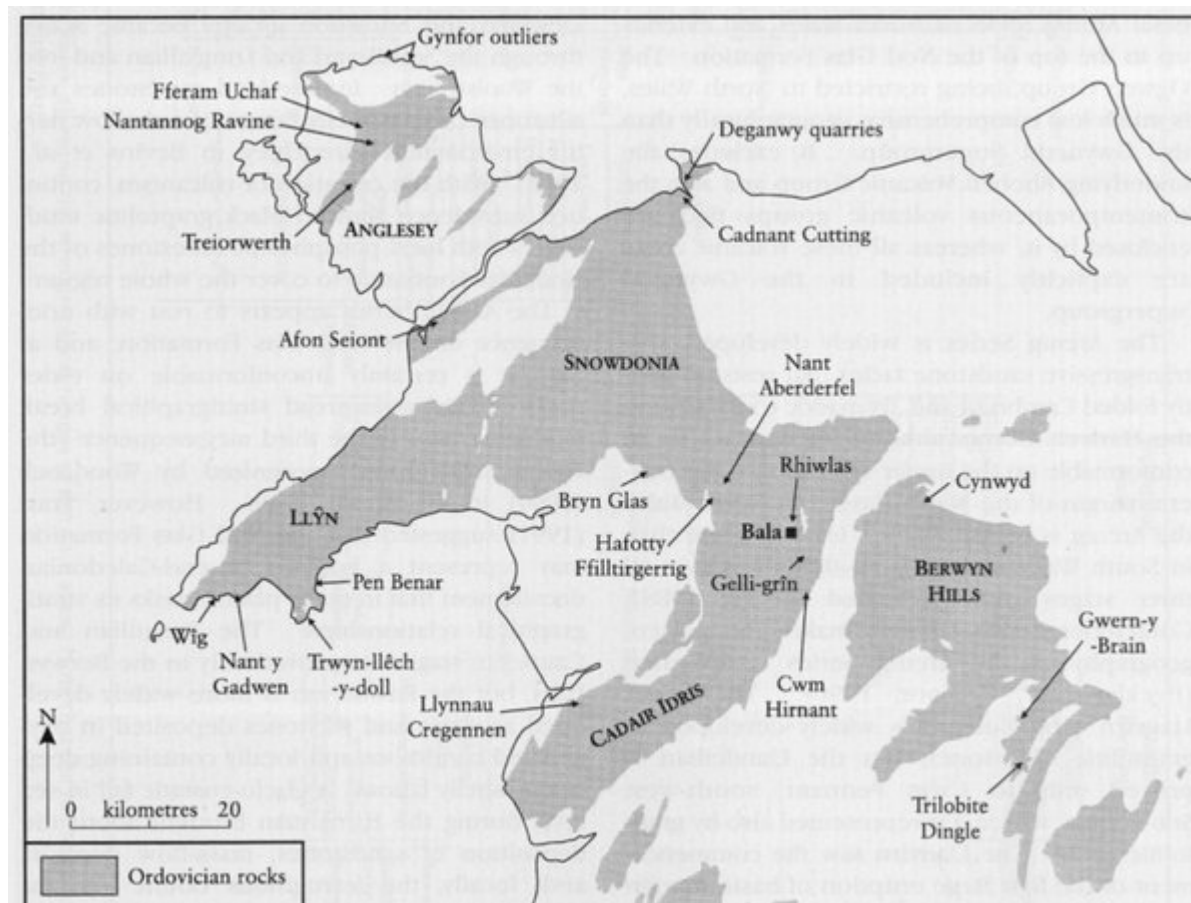 Gynfor outliers
Fferam Uchaf
Nantannog Ravine
Deganwy quarries
Treiorwerth
ANGLESEY
Cadnant Cutting
Afon Seiont
SNOWDONIA
Nant
Aberderfel
Rhiwlas
Cynwyd
Bryn Glas
LLŶN
Bala
Hafotty
Ffilltirgerrig
Gelli-grîn
BERWYN
HILLS
Pen Benar
Gwern-y
-Brain
Wig
Nant y
Gadwen
Trwyn-llêch
-y-doll
Llynnau
Cregennen
CADAIR IDRIS
Cwm
Hirnant
N
0 kilometres 20
Trilobite
Dingle
Ordovician rocks